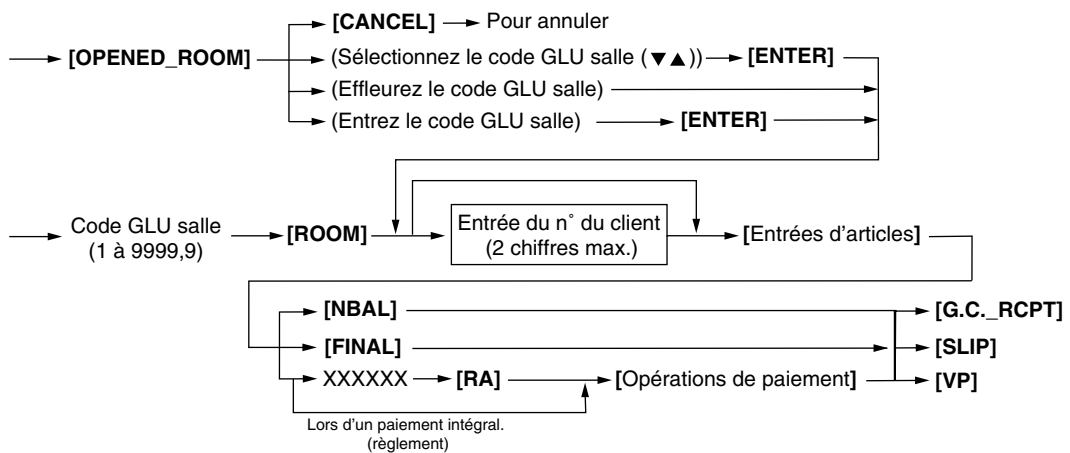 [CANCEL] Pour annuler
[OPENED_ROOM] (Sélectionnez le code GLU salle (▼▲)) [ENTER]
(Effleurez le code GLU salle)
(Entrez le code GLU salle) [ENTER]
Code GLU salle
(1 à 9999,9)
[ROOM]
Entrée du n° du client
(2 chiffres max.)
[Entrées d'articles]
[NBAL] [G.C._RCPT]
[FINAL] [SLIP]
XXXXXX [RA] [Opérations de paiement] [VP]
Lors d'un paiement intégral.
(règlement)